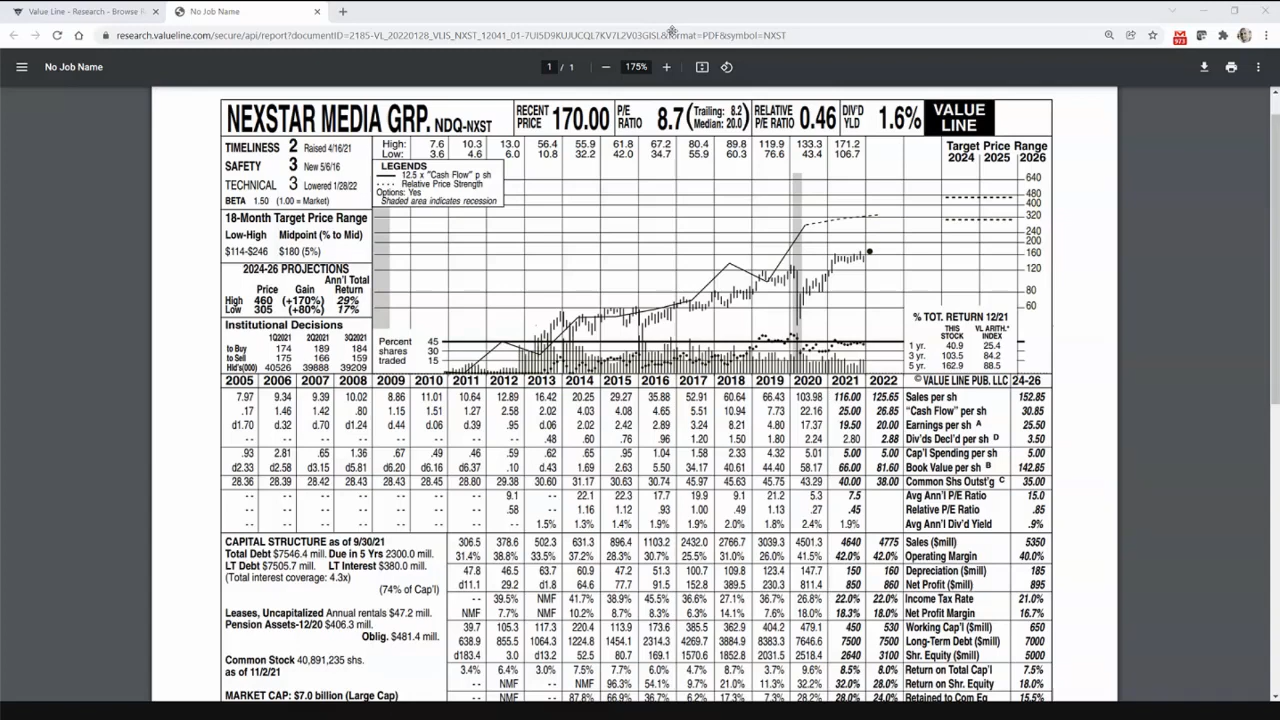 Value Line - Research - Browse R
No Job Name
research.valueline.com/secure/api/report?documentID=2185-VL_20220128_VLIS_NXST_12041_01-7UI5D9KUJUCQL7KV7L2V03GISL&format=PDF&symbol=NXST
No Job Name
1 / 1
175%
NEXSTAR MEDIA GRP. NDQ-NXST
RECENT PRICE 170.00
P/E RATIO 8.7 (Trailing: 8.2 Median: 20.0)
RELATIVE P/E RATIO 0.46
DIV'D YLD 1.6%
VALUE LINE
TIMELINESS 2 Raised 4/16/21
SAFETY 3 New 5/6/16
TECHNICAL 3 Lowered 1/28/22
BETA 1.50 (1.00 = Market)
High: 7.6 10.3 13.0 56.4 55.9 61.8 67.2 80.4 89.8 119.9 133.3 171.2
Low: 3.6 4.6 6.0 10.8 32.2 42.0 34.7 55.9 60.3 76.6 43.4 106.7
Target Price Range
2024 2025 2026
LEGENDS
12.5 x "Cash Flow" p sh
Relative Price Strength
Options: Yes
Shaded area indicates recession
640
480
400
320
240
200
160
120
80
60
18-Month Target Price Range
Low-High Midpoint (% to Mid)
$114-$246 $180 (5%)
2024-26 PROJECTIONS
Ann'l Total
Price Gain Return
High 460 (+170%) 29%
Low 305 (+80%) 17%
Institutional Decisions
1Q2021 2Q2021 3Q2021
to Buy 174 189 184
to Sell 175 166 159
Hld's(000) 40526 39888 39209
Percent 45
shares 30
traded 15
% TOT. RETURN 12/21
THIS STOCK VL ARITH.* INDEX
1 yr. 40.9 25.4
3 yr. 103.5 84.2
5 yr. 162.9 88.5
2005 2006 2007 2008 2009 2010 2011 2012 2013 2014 2015 2016 2017 2018 2019 2020 2021 2022 © VALUE LINE PUB. LLC 24-26
7.97 9.34 9.39 10.02 8.86 11.01 10.64 12.89 16.42 20.25 29.27 35.88 52.91 60.64 66.43 103.98 116.00 125.65 Sales per sh 152.85
.17 1.46 1.42 .80 1.15 1.51 1.27 2.58 2.02 4.03 4.08 4.65 5.51 10.94 7.73 22.16 25.00 26.85 "Cash Flow" per sh 30.85
d1.70 d.32 d.70 d1.24 d.44 d.06 d.39 .95 d.06 2.02 2.42 2.89 3.24 8.21 4.80 17.37 19.50 20.00 Earnings per sh A 25.50
-- -- -- -- -- -- -- -- .48 .60 .76 .96 1.20 1.50 1.80 2.24 2.80 2.88 Div'ds Decl'd per sh D 3.50
.93 2.81 .65 1.36 .67 .49 .46 .59 .62 .65 .95 1.04 1.58 2.33 4.32 5.01 5.00 5.00 Cap'l Spending per sh 5.00
d2.33 d2.58 d3.15 d5.81 d6.20 d6.16 d6.37 .10 d.43 1.69 2.63 5.50 34.17 40.61 44.40 58.17 66.00 81.60 Book Value per sh B 142.85
28.36 28.39 28.42 28.43 28.43 28.45 28.80 29.38 30.60 31.17 30.63 30.74 45.97 45.63 45.75 43.29 40.00 38.00 Common Shs Outst'g C 35.00
-- -- -- -- -- -- -- 9.1 -- 22.1 22.3 17.7 19.9 9.1 21.2 5.3 7.5 Avg Ann'l P/E Ratio 15.0
-- -- -- -- -- -- -- .58 -- 1.16 1.12 .93 1.00 .49 1.13 .27 .45 Relative P/E Ratio .85
-- -- -- -- -- -- -- -- 1.5% 1.3% 1.4% 1.9% 1.9% 2.0% 1.8% 2.4% 1.9% Avg Ann'l Div'd Yield .9%
CAPITAL STRUCTURE as of 9/30/21
Total Debt $7546.4 mill. Due in 5 Yrs 2300.0 mill.
LT Debt $7505.7 mill. LT Interest $380.0 mill.
(Total interest coverage: 4.3x)
(74% of Cap'l)
Leases, Uncapitalized Annual rentals $47.2 mill.
Pension Assets-12/20 $406.3 mill.
Oblig. $481.4 mill.
Common Stock 40,891,235 shs.
as of 11/2/21
MARKET CAP: $7.0 billion (Large Cap)
306.5 378.6 502.3 631.3 896.4 1103.2 2432.0 2766.7 3039.3 4501.3 4640 4775 Sales ($mill) 5350
31.4% 38.8% 33.5% 37.2% 28.3% 30.7% 25.5% 31.0% 26.0% 41.5% 42.0% 42.0% Operating Margin 40.0%
47.8 46.5 63.7 60.9 47.2 51.3 100.7 109.8 123.4 147.7 150 160 Depreciation ($mill) 185
d11.1 29.2 d1.8 64.6 77.7 91.5 152.8 389.5 230.3 811.4 850 860 Net Profit ($mill) 895
-- 39.5% NMF 41.7% 38.9% 45.5% 36.6% 27.1% 36.7% 26.8% 22.0% 22.0% Income Tax Rate 21.0%
NMF 7.7% NMF 10.2% 8.7% 8.3% 6.3% 14.1% 7.6% 18.0% 18.3% 18.0% Net Profit Margin 16.7%
39.7 105.3 117.2 220.4 113.9 173.6 385.5 362.9 204.2 479.1 450 530 Working Cap'l ($mill) 650
638.9 855.5 1064.3 1224.8 1454.1 2314.3 4269.7 3884.9 8383.3 7646.6 7500 7500 Long-Term Debt ($mill) 7000
d183.4 3.0 d13.2 52.5 80.7 169.1 1570.6 1852.8 2031.5 2518.4 2640 3100 Shr. Equity ($mill) 5000
3.4% 6.4% 3.0% 7.5% 7.7% 6.0% 4.7% 8.7% 3.7% 9.6% 8.5% 8.0% Return on Total Cap'l 7.5%
-- NMF -- NMF 96.3% 54.1% 9.7% 21.0% 11.3% 32.2% 32.0% 28.0% Return on Shr. Equity 18.0%
-- NMF -- 87.8% 66.9% 36.7% 6.2% 17.3% 7.3% 28.2% 28.0% 24.0% Retained to Com Eq 15.5%